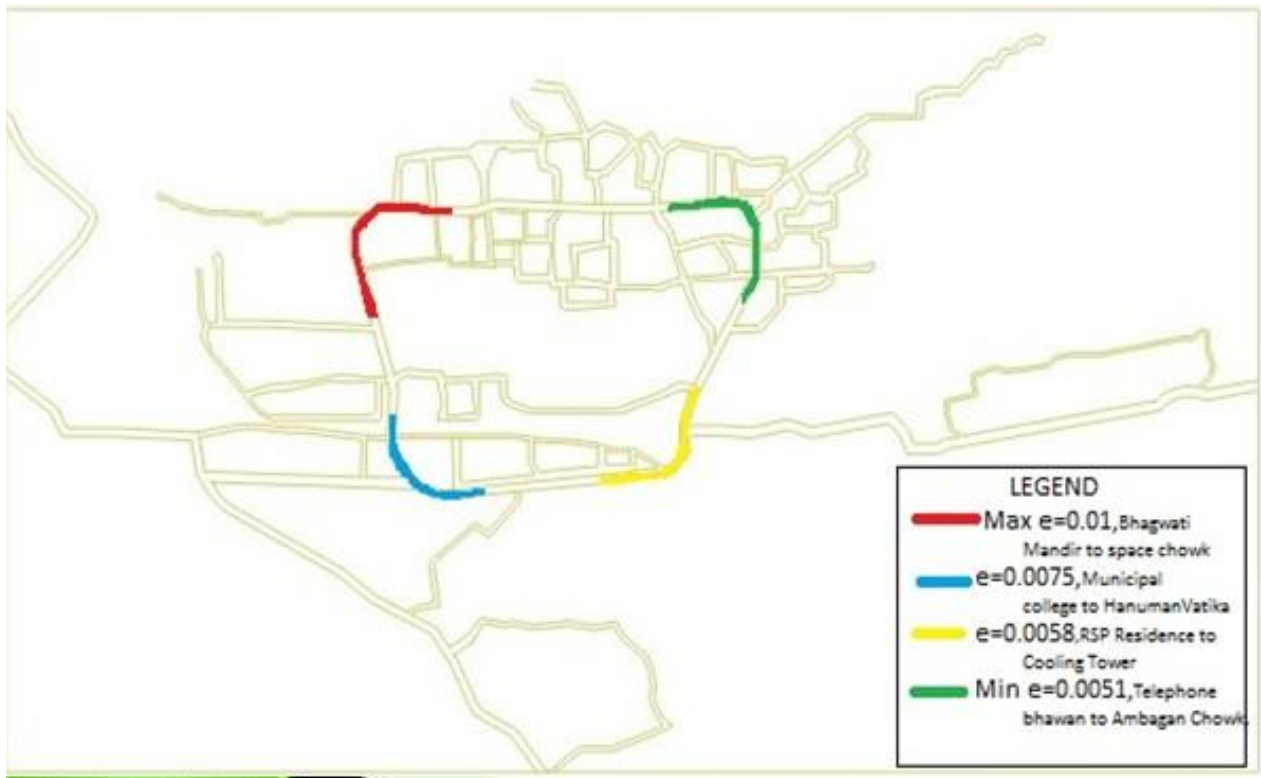 LEGEND
Max e=0.01,Bhagwati
Mandir to space chowk
e=0.0075,Municipal
college to HanumanVatika
e=0.0058,RSP Residence to
Cooling Tower
Min e=0.0051,Telephone
bhawan to Ambagan Chowk.